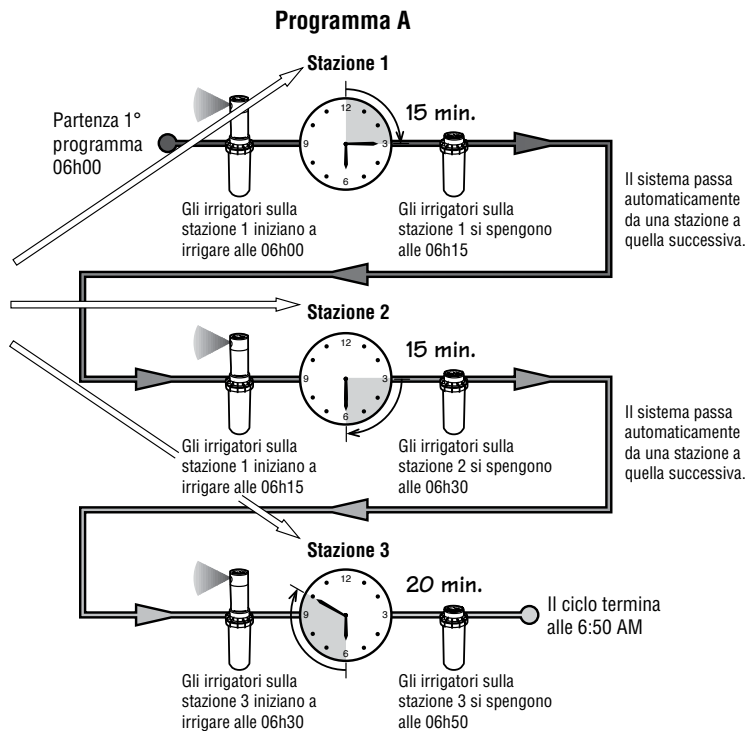 Programma A
Stazione 1
Partenza 1°
programma
06h00
12
3
6
9
15 min.
Gli irrigatori sulla
stazione 1 iniziano a
irrigare alle 06h00
Gli irrigatori sulla
stazione 1 si spengono
alle 06h15
Il sistema passa
automaticamente
da una stazione a
quella successiva.
Stazione 2
12
3
6
9
15 min.
Gli irrigatori sulla
stazione 1 iniziano a
irrigare alle 06h15
Gli irrigatori sulla
stazione 2 si spengono
alle 06h30
Il sistema passa
automaticamente
da una stazione a
quella successiva.
Stazione 3
12
3
6
9
20 min.
Il ciclo termina
alle 6:50 AM
Gli irrigatori sulla
stazione 3 iniziano a
irrigare alle 06h30
Gli irrigatori sulla
stazione 3 si spengono
alle 06h50